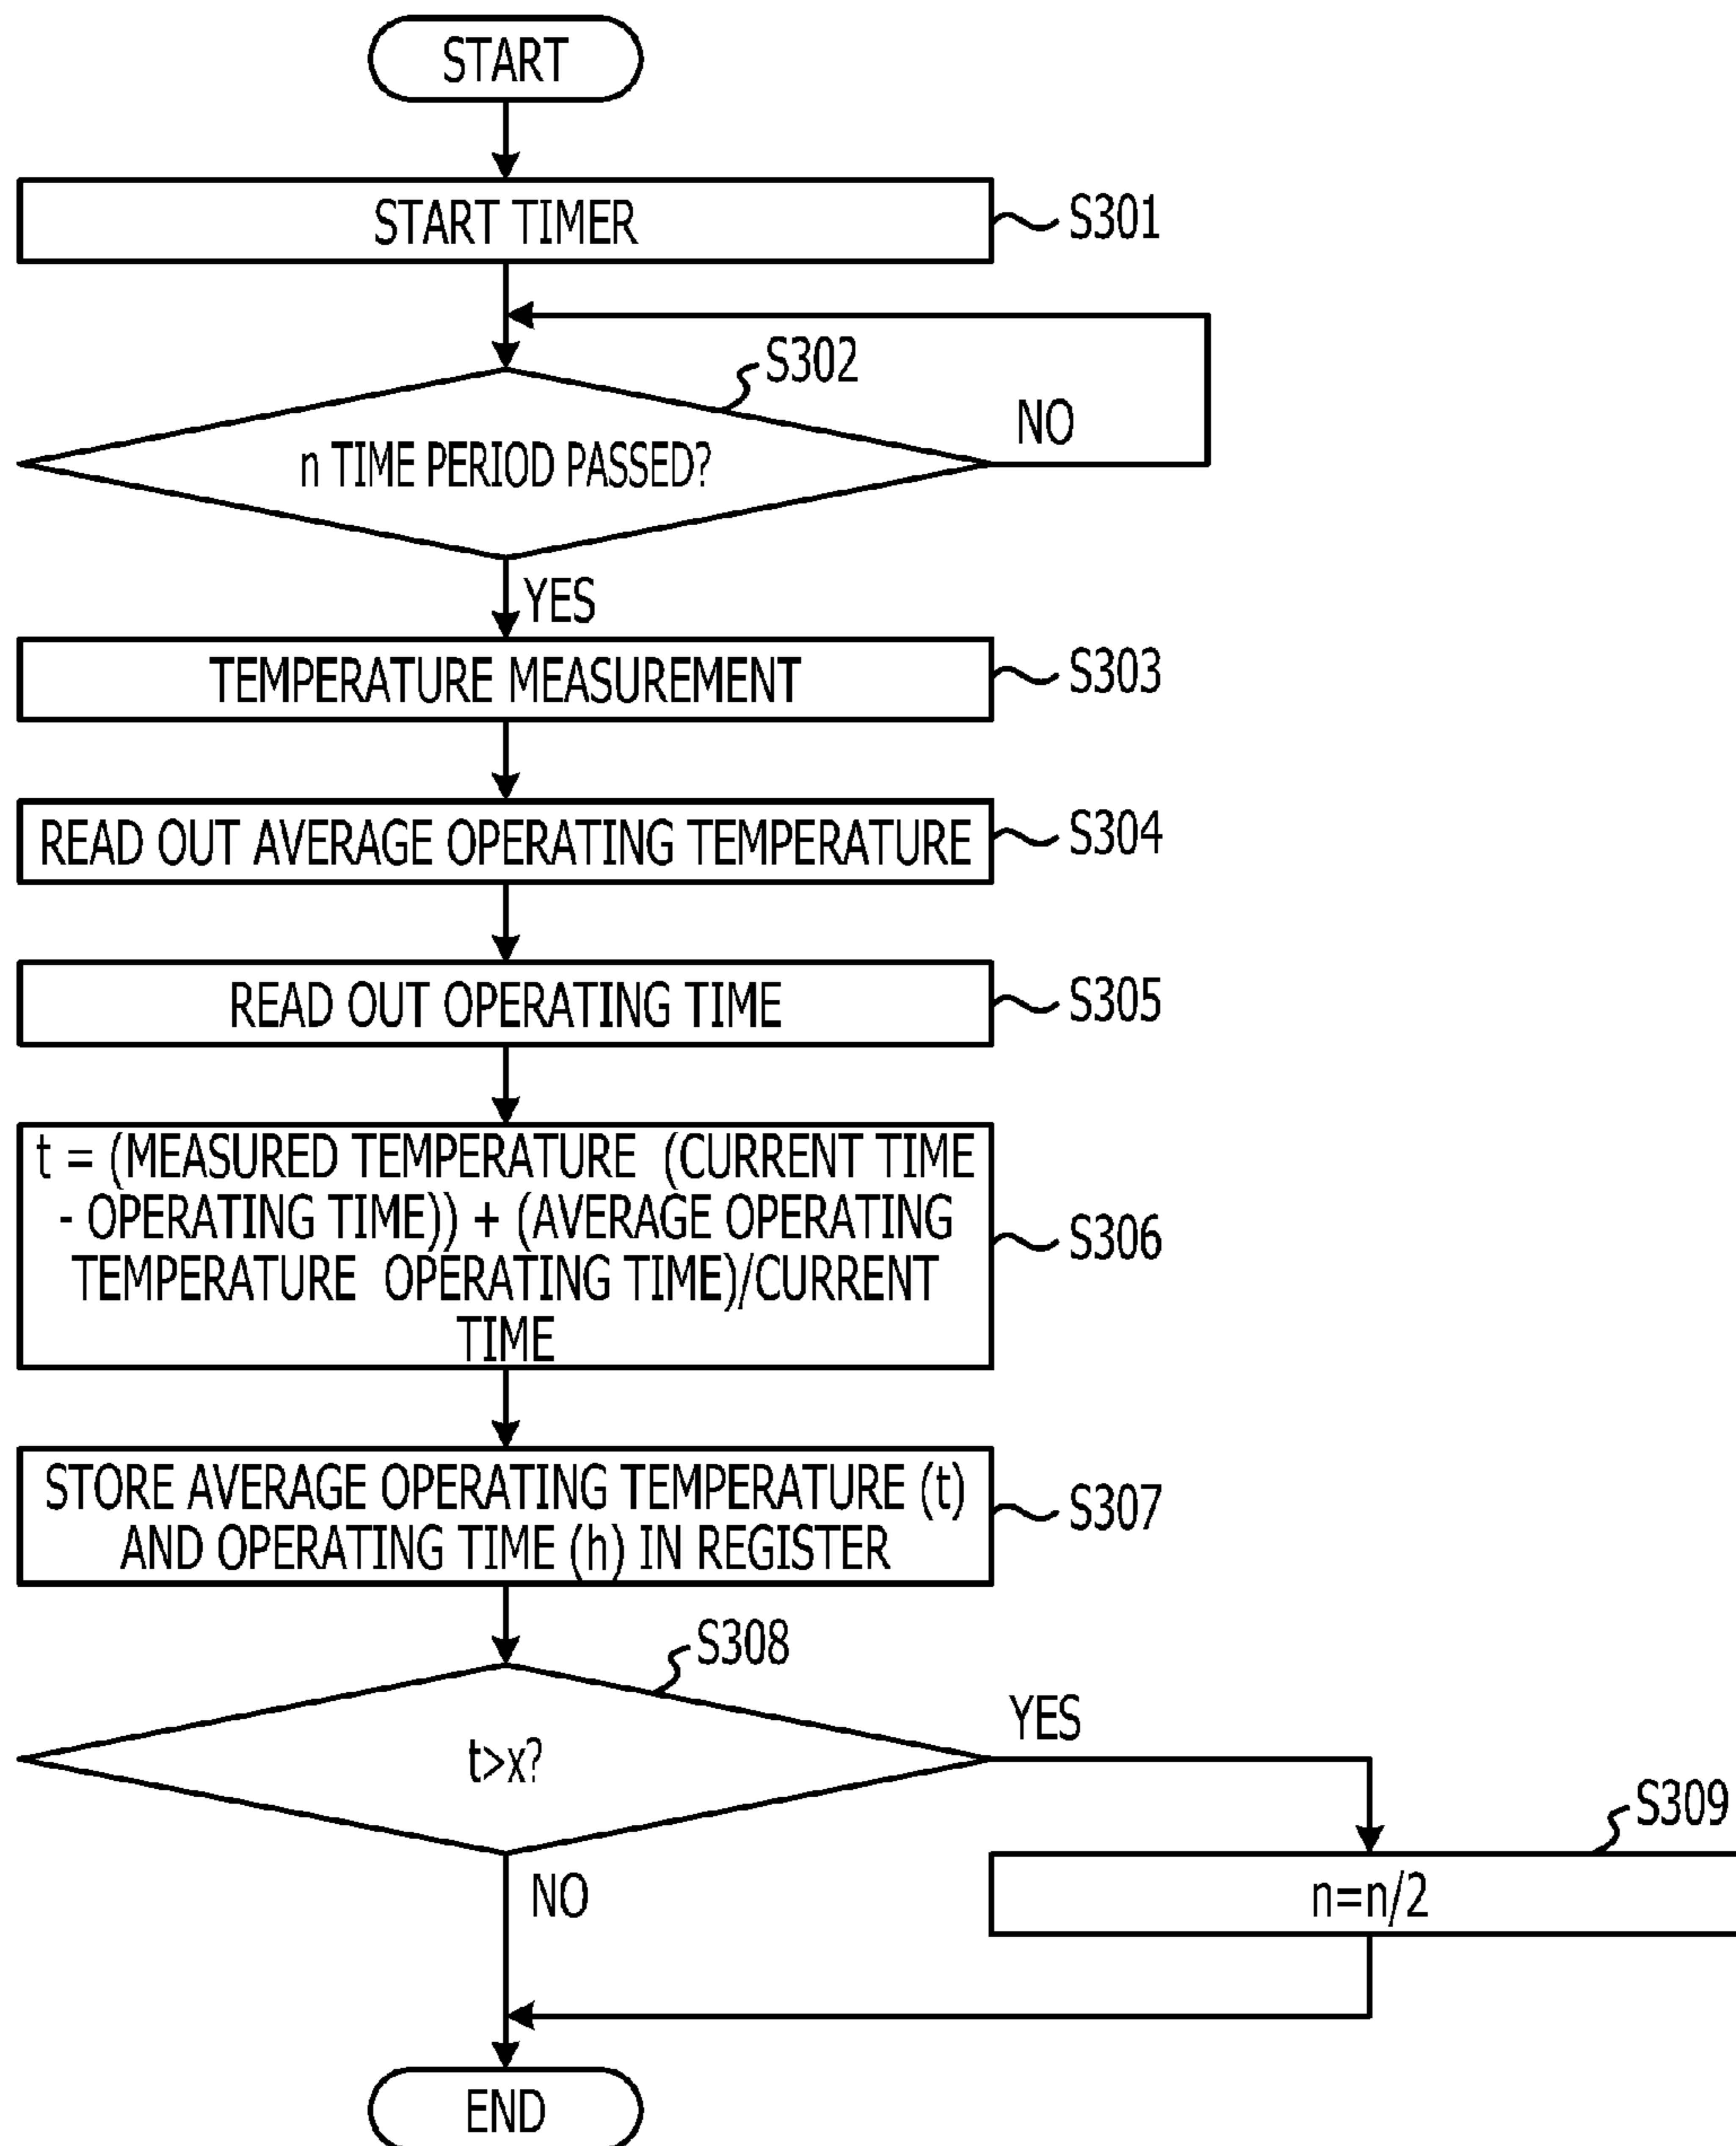 START
START TIMER
S301
S302
n TIME PERIOD PASSED?
NO
YES
TEMPERATURE MEASUREMENT
S303
READ OUT AVERAGE OPERATING TEMPERATURE
S304
READ OUT OPERATING TIME
S305
t = (MEASURED TEMPERATURE (CURRENT TIME
- OPERATING TIME)) + (AVERAGE OPERATING
TEMPERATURE OPERATING TIME)/CURRENT
TIME
S306
STORE AVERAGE OPERATING TEMPERATURE (t)
AND OPERATING TIME (h) IN REGISTER
S307
S308
t>x?
YES
S309
n=n/2
NO
END